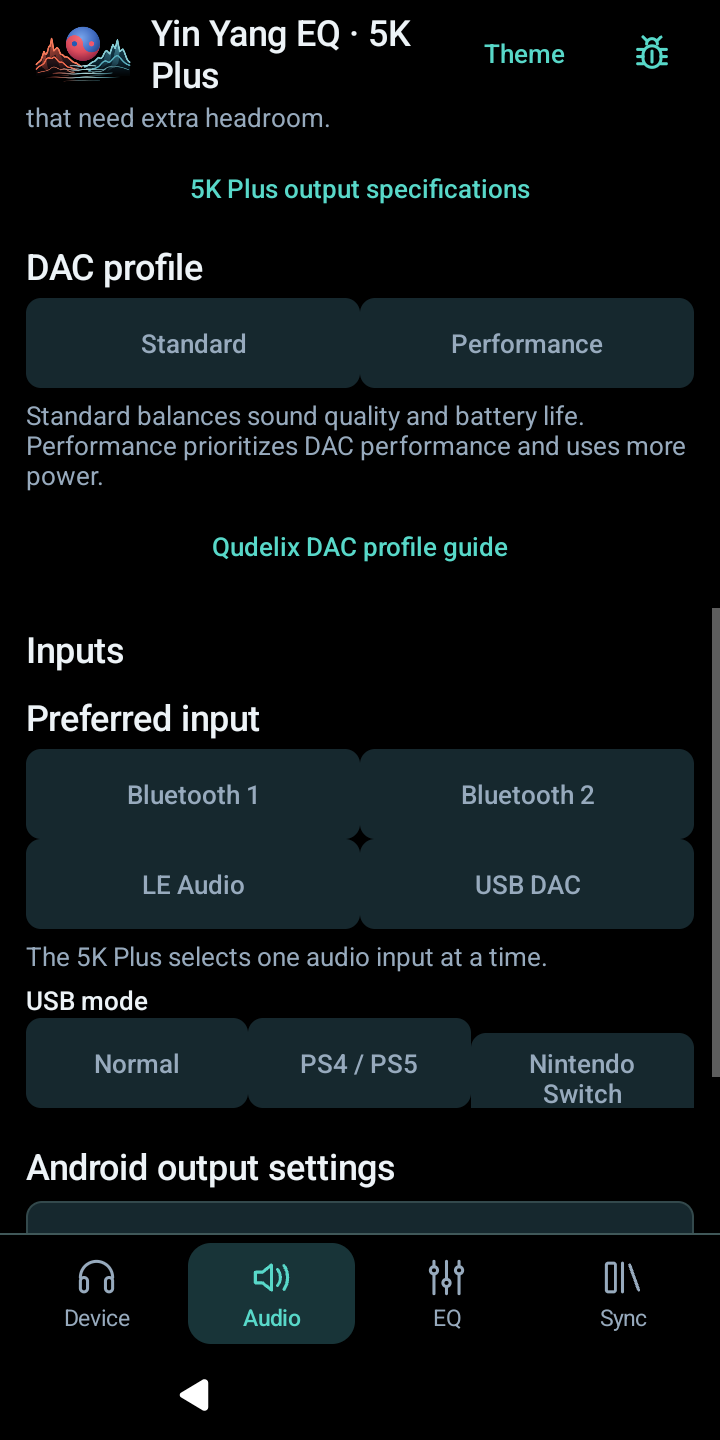 Yin Yang EQ · 5K
Plus
Theme
that need extra headroom.
5K Plus output specifications
DAC profile
Standard
Performance
Standard balances sound quality and battery life.
Performance prioritizes DAC performance and uses more
power.
Qudelix DAC profile guide
Inputs
Preferred input
Bluetooth 1
Bluetooth 2
LE Audio
USB DAC
The 5K Plus selects one audio input at a time.
USB mode
Normal
PS4 / PS5
Nintendo
Switch
Android output settings
Device
Audio
EQ
Sync